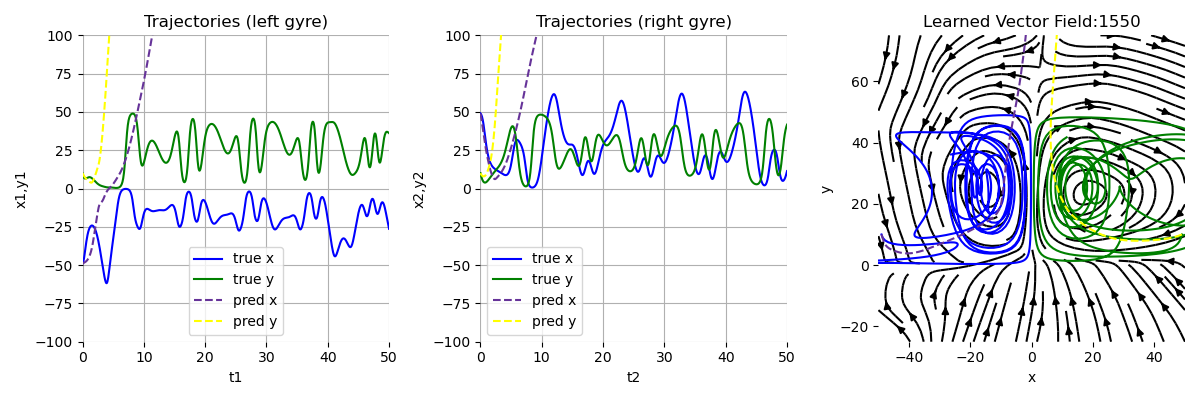 Trajectories (left gyre)
100
75
50
25
0
−25
−50
−75
−100
0
10
20
30
40
50
x1,y1
t1
true x
true y
pred x
pred y
Trajectories (right gyre)
100
75
50
25
0
−25
−50
−75
−100
0
10
20
30
40
50
x2,y2
t2
true x
true y
pred x
pred y
Learned Vector Field:1550
60
40
20
0
−20
−40
−20
0
20
40
y
x